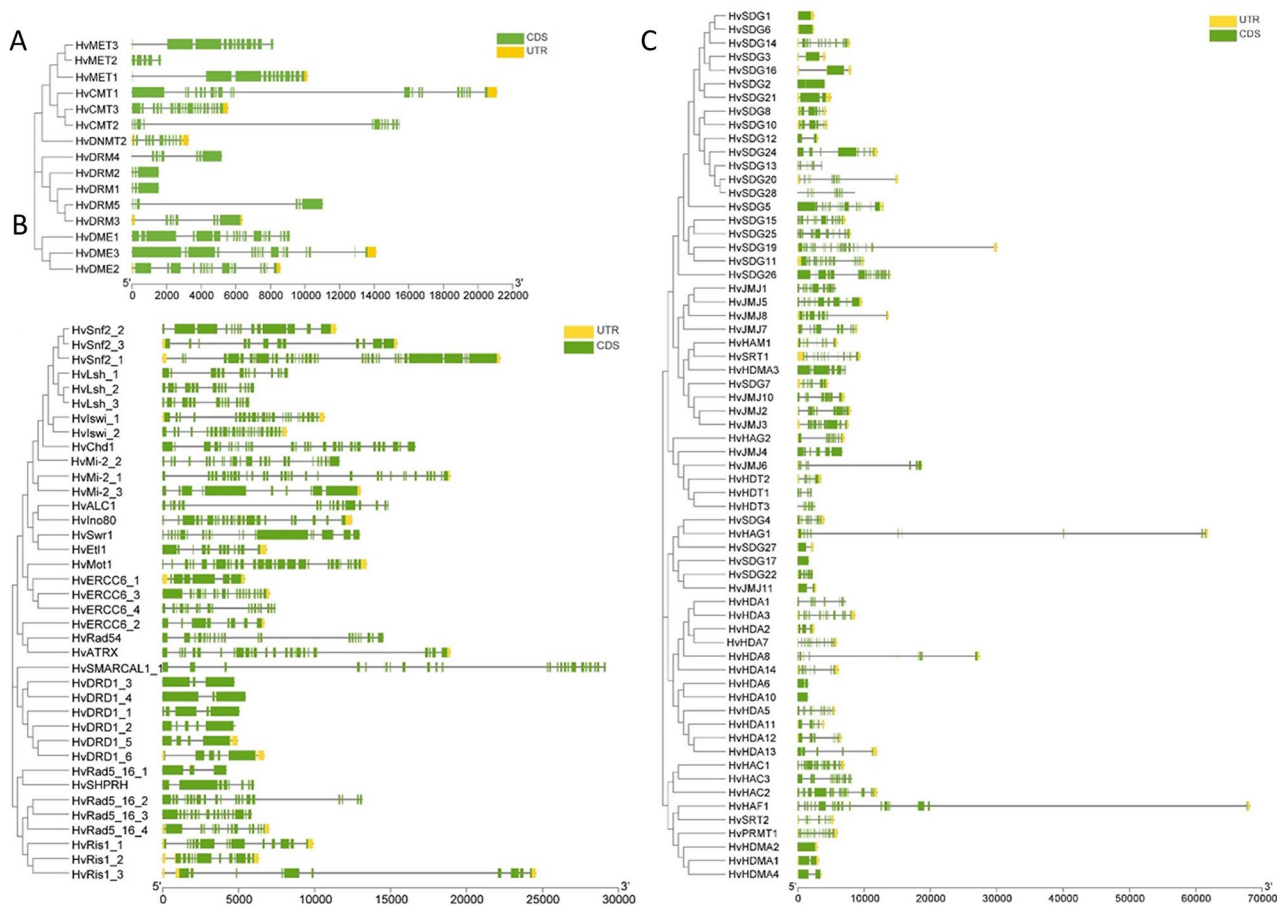 A
CDS
UTR
HvMET3
HvMET2
HvMET1
HvCMT1
HvCMT3
HvCMT2
HvDNMT2
HvDRM4
HvDRM2
HvDRM1
HvDRM5
HvDRM3
HvDME1
HvDME3
HvDME2
5' 3'
0 2000 4000 6000 8000 10000 12000 14000 16000 18000 20000 22000
B
UTR
CDS
HvSnf2_2
HvSnf2_3
HvSnf2_1
HvLsh_1
HvLsh_2
HvLsh_3
HvIswi_1
HvIswi_2
HvChd1
HvMi-2_2
HvMi-2_1
HvMi-2_3
HvALC1
HvIno80
HvSwr1
HvEtl1
HvMot1
HvERCC6_1
HvERCC6_3
HvERCC6_4
HvERCC6_2
HvRad54
HvATRX
HvSMARCAL1_1
HvDRD1_3
HvDRD1_4
HvDRD1_1
HvDRD1_2
HvDRD1_5
HvDRD1_6
HvRad5_16_1
HvSHPRH
HvRad5_16_2
HvRad5_16_3
HvRad5_16_4
HvRis1_1
HvRis1_2
HvRis1_3
5' 3'
0 5000 10000 15000 20000 25000 30000
C
UTR
CDS
HvSDG1
HvSDG6
HvSDG14
HvSDG3
HvSDG16
HvSDG2
HvSDG21
HvSDG8
HvSDG10
HvSDG12
HvSDG24
HvSDG13
HvSDG20
HvSDG28
HvSDG5
HvSDG15
HvSDG25
HvSDG19
HvSDG11
HvSDG26
HvJMJ1
HvJMJ5
HvJMJ8
HvJMJ7
HvHAM1
HvSRT1
HvHDMA3
HvSDG7
HvJMJ10
HvJMJ2
HvJMJ3
HvHAG2
HvJMJ4
HvJMJ6
HvHDT2
HvHDT1
HvHDT3
HvSDG4
HvHAG1
HvSDG27
HvSDG17
HvSDG22
HvJMJ11
HvHDA1
HvHDA3
HvHDA2
HvHDA7
HvHDA8
HvHDA14
HvHDA6
HvHDA10
HvHDA5
HvHDA11
HvHDA12
HvHDA13
HvHAC1
HvHAC3
HvHAC2
HvHAF1
HvSRT2
HvPRMT1
HvHDMA2
HvHDMA1
HvHDMA4
5' 3'
0 10000 20000 30000 40000 50000 60000 70000